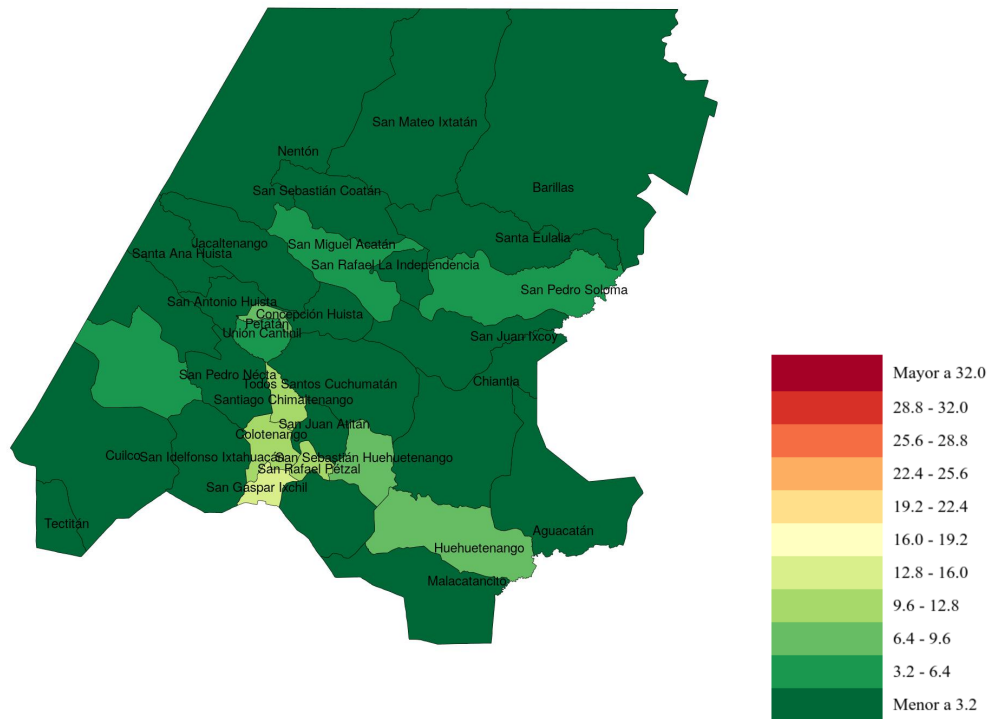 San Mateo Ixtatán
Nentón
San Sebastián Coatán
Barillas
Santa Eulalia
Jacaltenango
San Miguel Acatán
Santa Ana Huista
San Rafael La Independencia
San Pedro Soloma
San Antonio Huista
Concepción Huista
Petatán
Unión Cantinil
San Juan Ixcoy
San Pedro Necta
Todos Santos Cuchumatán
Chiantla
Santiago Chimaltenango
San Juan Atitán
Colotenango
Cuilco
San Idelfonso Ixtahuacán
San Sebastián Huehuetenango
San Rafael Petzal
San Gaspar Ixchil
Tectitán
Aguacatán
Huehuetenango
Malacatancito
Mayor a 32.0
28.8 - 32.0
25.6 - 28.8
22.4 - 25.6
19.2 - 22.4
16.0 - 19.2
12.8 - 16.0
9.6 - 12.8
6.4 - 9.6
3.2 - 6.4
Menor a 3.2